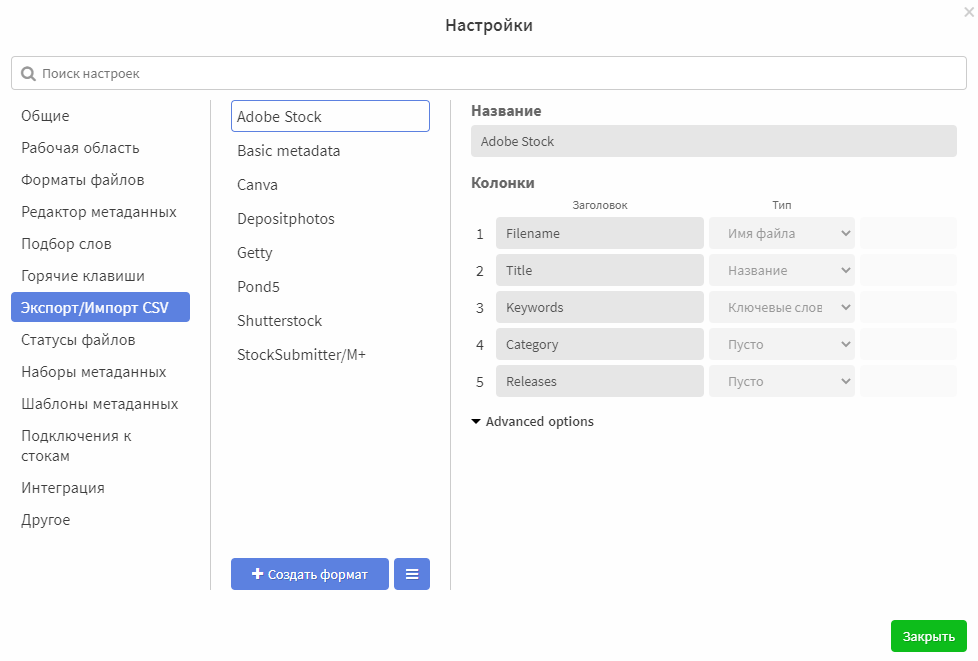 Настройки
Поиск настроек
Общие
Рабочая область
Форматы файлов
Редактор метаданных
Подбор слов
Горячие клавиши
Экспорт/Импорт CSV
Статусы файлов
Наборы метаданных
Шаблоны метаданных
Подключения к
стокам
Интеграция
Другое
Adobe Stock
Basic metadata
Canva
Depositphotos
Getty
Pond5
Shutterstock
StockSubmitter/M+
Создать формат
Название
Adobe Stock
Колонки
Заголовок Тип
1 Filename Имя файла
2 Title Название
3 Keywords Ключевые слов
4 Category Пусто
5 Releases Пусто
Advanced options
Закрыть